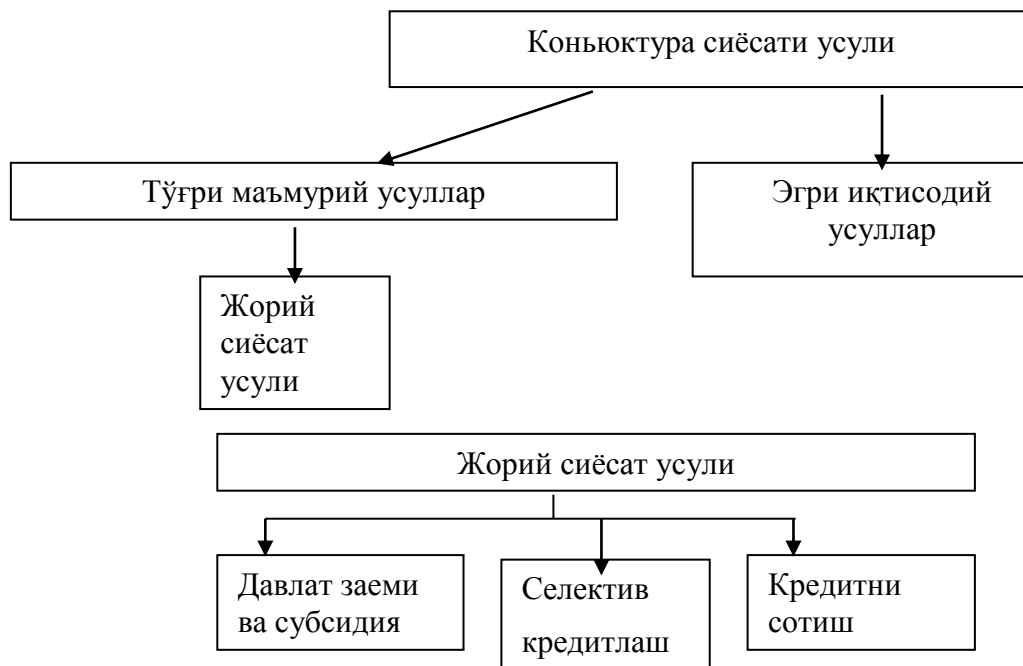 Коньюктура сиёсати усули
Тўғри маъмурий усуллар
Эгри иқтисодий
усуллар
Жорий
сиёсат
усули
Жорий сиёсат усули
Давлат заеми
ва субсидия
Селектив
кредитлаш
Кредитни
сотиш